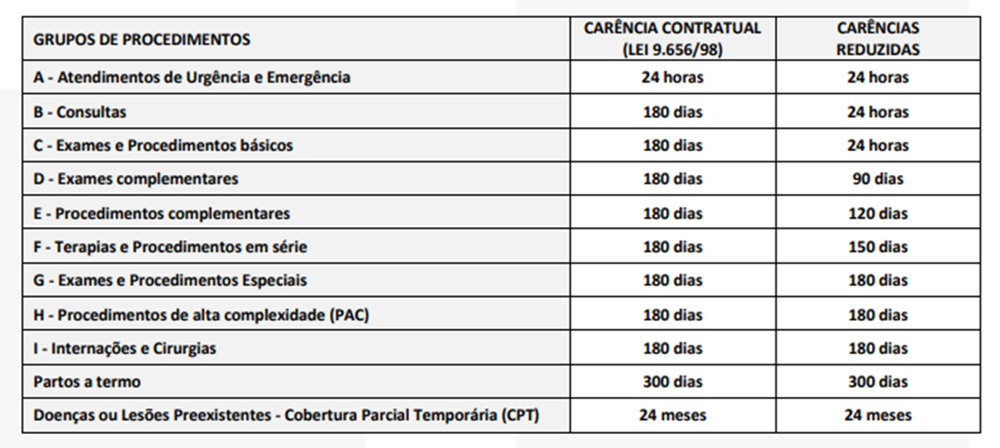 GRUPOS DE PROCEDIMENTOS CARÊNCIA CONTRATUAL (LEI 9.656/98) CARÊNCIAS REDUZIDAS
A - Atendimentos de Urgência e Emergência 24 horas 24 horas
B - Consultas 180 dias 24 horas
C - Exames e Procedimentos básicos 180 dias 24 horas
D - Exames complementares 180 dias 90 dias
E - Procedimentos complementares 180 dias 120 dias
F - Terapias e Procedimentos em série 180 dias 150 dias
G - Exames e Procedimentos Especiais 180 dias 180 dias
H - Procedimentos de alta complexidade (PAC) 180 dias 180 dias
I - Internações e Cirurgias 180 dias 180 dias
Partos a termo 300 dias 300 dias
Doenças ou Lesões Preexistentes - Cobertura Parcial Temporária (CPT) 24 meses 24 meses